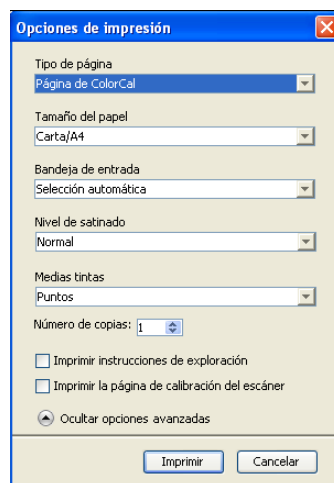 Opciones de impresión
Tipo de página
Página de ColorCal
Tamaño del papel
Carta/A4
Bandeja de entrada
Selección automática
Nivel de satinado
Normal
Medias tintas
Puntos
Número de copias: 1
Imprimir instrucciones de exploración
Imprimir la página de calibración del escáner
Ocultar opciones avanzadas
Imprimir Cancelar